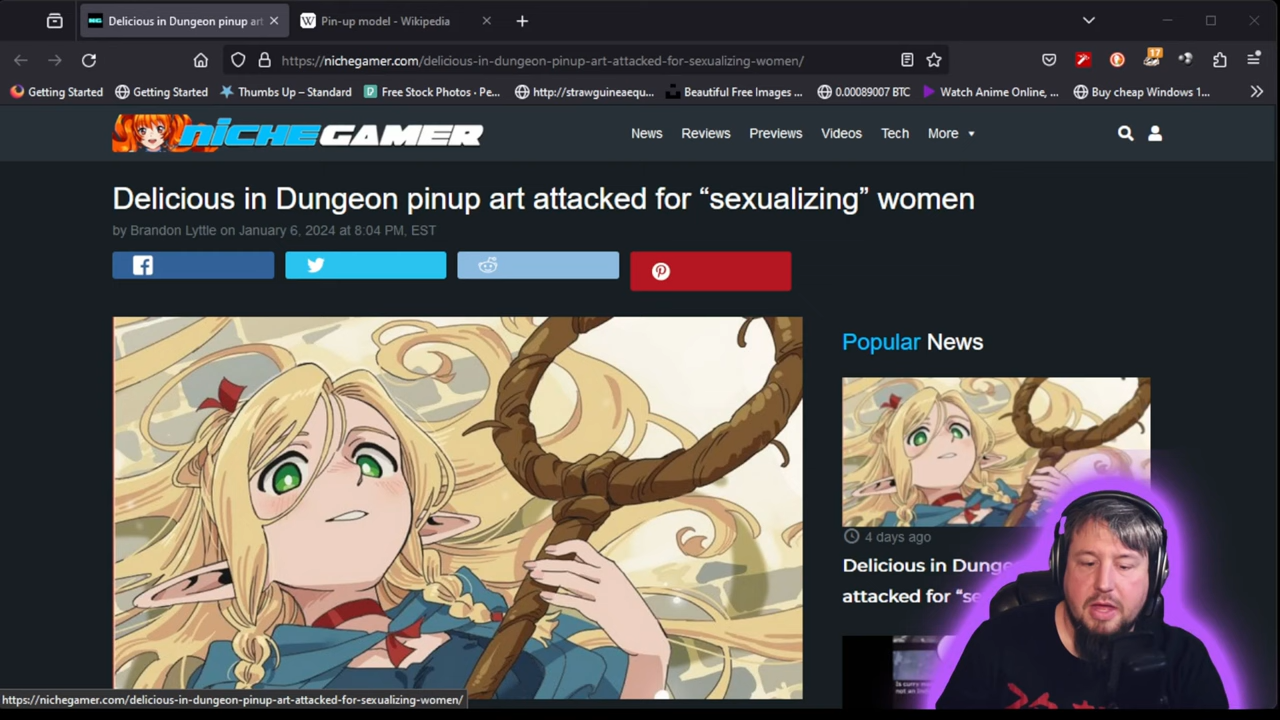 Delicious in Dungeon pinup art
Pin-up model - Wikipedia
https://nichegamer.com/delicious-in-dungeon-pinup-art-attacked-for-sexualizing-women/
17
Getting Started
Getting Started
Thumbs Up – Standard
Free Stock Photos - Pe...
http://strawguineaequ...
Beautiful Free Images ...
0.00089007 BTC
Watch Anime Online, ...
Buy cheap Windows 1...
NICHEGAMER
News
Reviews
Previews
Videos
Tech
More
Delicious in Dungeon pinup art attacked for “sexualizing” women
by Brandon Lyttle on January 6, 2024 at 8:04 PM, EST
Popular News
4 days ago
Delicious in Dunge
attacked for “se
https://nichegamer.com/delicious-in-dungeon-pinup-art-attacked-for-sexualizing-women/